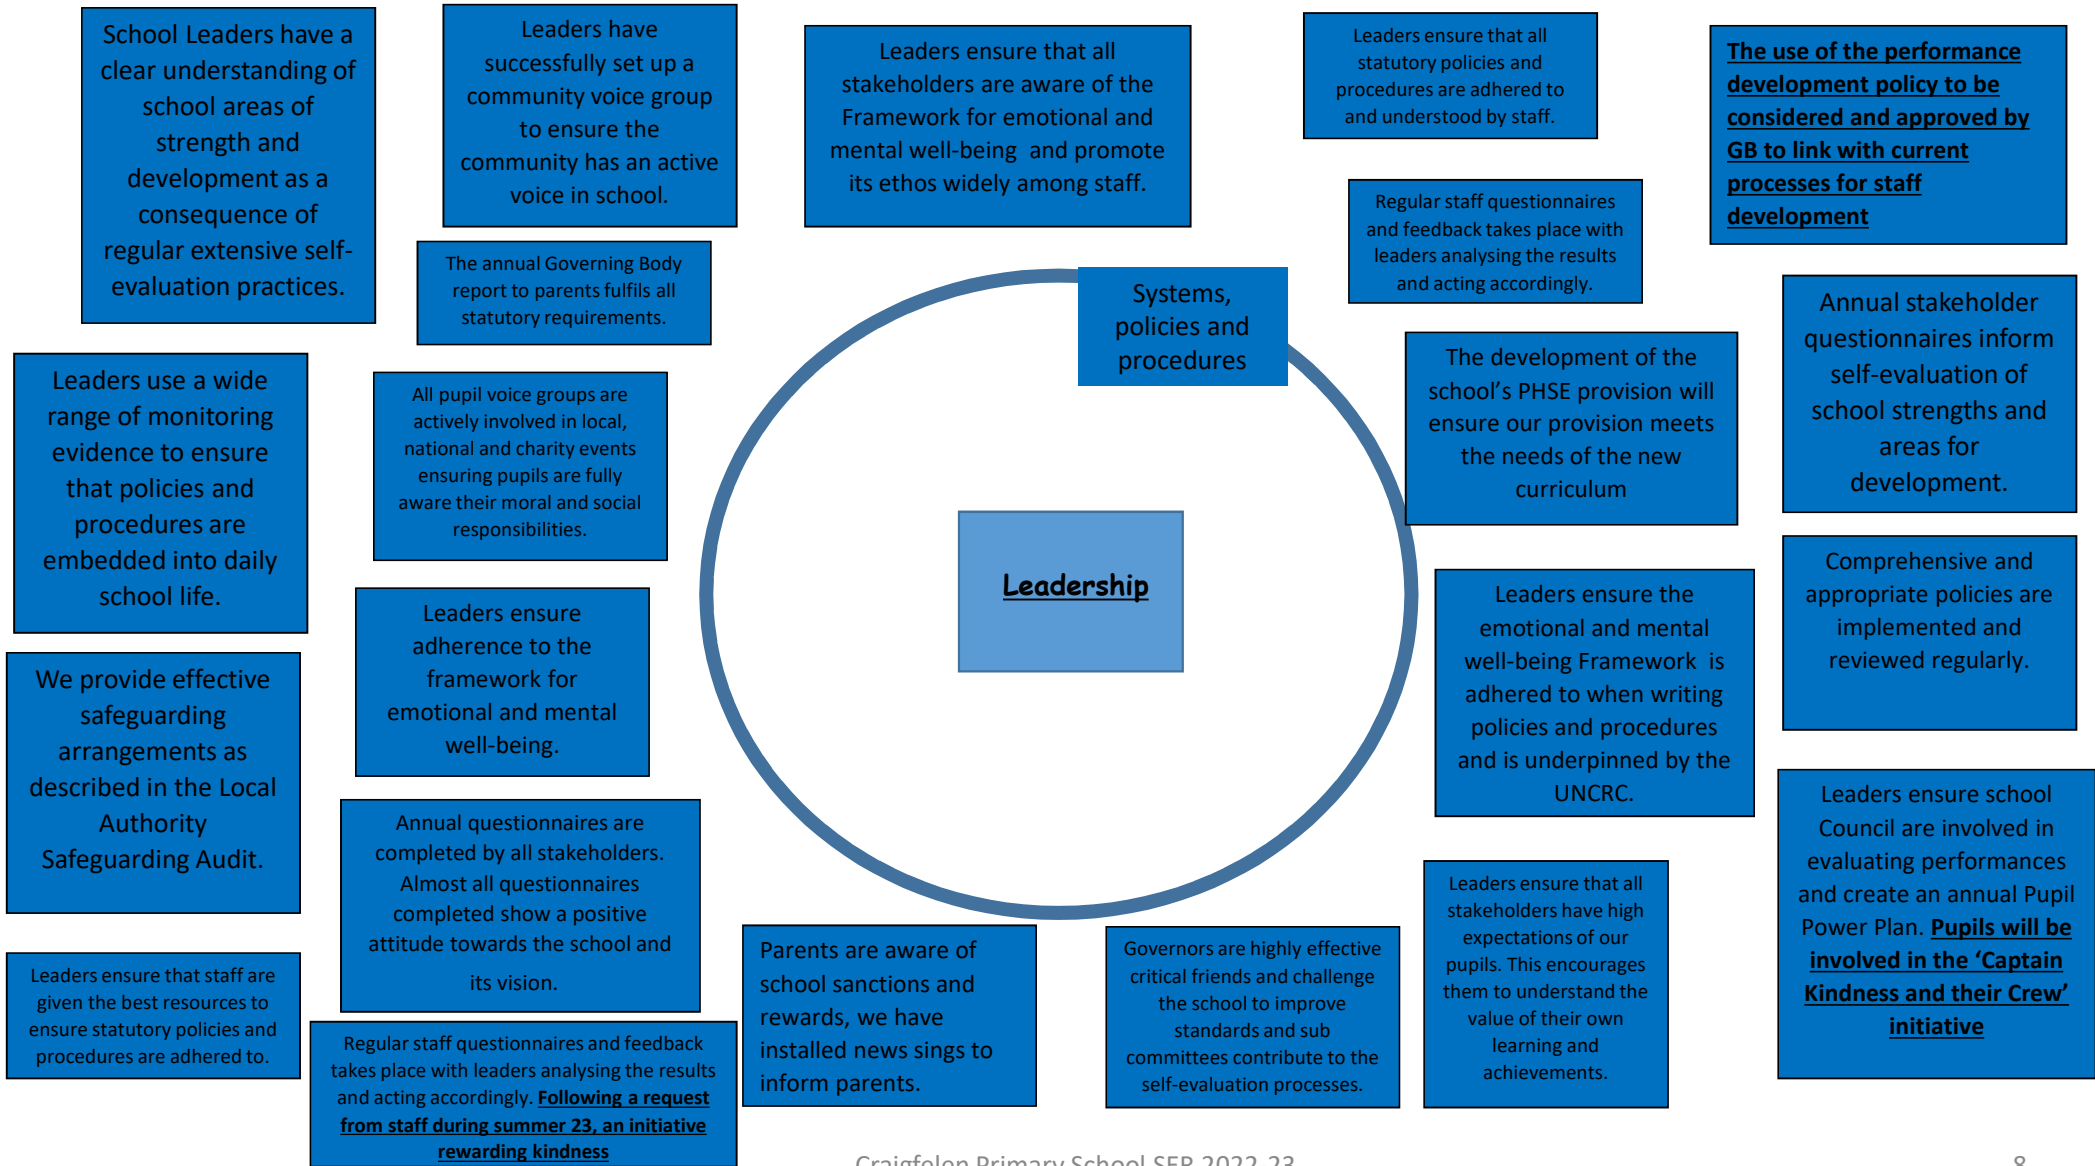 School Leaders have a
clear understanding of
school areas of
strength and
development as a
consequence of
regular extensive self-
evaluation practices.
Leaders have
successfully set up a
community voice group
to ensure the
community has an active
voice in school.
Leaders ensure that all
stakeholders are aware of the
Framework for emotional and
mental well-being and promote
its ethos widely among staff.
Leaders ensure that all
statutory policies and
procedures are adhered to
and understood by staff.
The use of the performance
development policy to be
considered and approved by
GB to link with current
processes for staff
development
The annual Governing Body
report to parents fulfils all
statutory requirements.
Regular staff questionnaires
and feedback takes place with
leaders analysing the results
and acting accordingly.
Systems,
policies and
procedures
Annual stakeholder
questionnaires inform
self-evaluation of
school strengths and
areas for
development.
Leaders use a wide
range of monitoring
evidence to ensure
that policies and
procedures are
embedded into daily
school life.
All pupil voice groups are
actively involved in local,
national and charity events
ensuring pupils are fully
aware their moral and social
responsibilities.
The development of the
school’s PHSE provision will
ensure our provision meets
the needs of the new
curriculum
Leadership
Comprehensive and
appropriate policies are
implemented and
reviewed regularly.
Leaders ensure
adherence to the
framework for
emotional and mental
well-being.
Leaders ensure the
emotional and mental
well-being Framework is
adhered to when writing
policies and procedures
and is underpinned by the
UNCRC.
We provide effective
safeguarding
arrangements as
described in the Local
Authority
Safeguarding Audit.
Annual questionnaires are
completed by all stakeholders.
Almost all questionnaires
completed show a positive
attitude towards the school and
its vision.
Leaders ensure school
Council are involved in
evaluating performances
and create an annual Pupil
Power Plan. Pupils will be
involved in the ‘Captain
Kindness and their Crew’
initiative
Leaders ensure that all
stakeholders have high
expectations of our
pupils. This encourages
them to understand the
value of their own
learning and
achievements.
Leaders ensure that staff are
given the best resources to
ensure statutory policies and
procedures are adhered to.
Parents are aware of
school sanctions and
rewards, we have
installed news sings to
inform parents.
Governors are highly effective
critical friends and challenge
the school to improve
standards and sub
committees contribute to the
self-evaluation processes.
Regular staff questionnaires and feedback
takes place with leaders analysing the results
and acting accordingly. Following a request
from staff during summer 23, an initiative
rewarding kindness
Craigfelen Primary School SER 2022-23
8